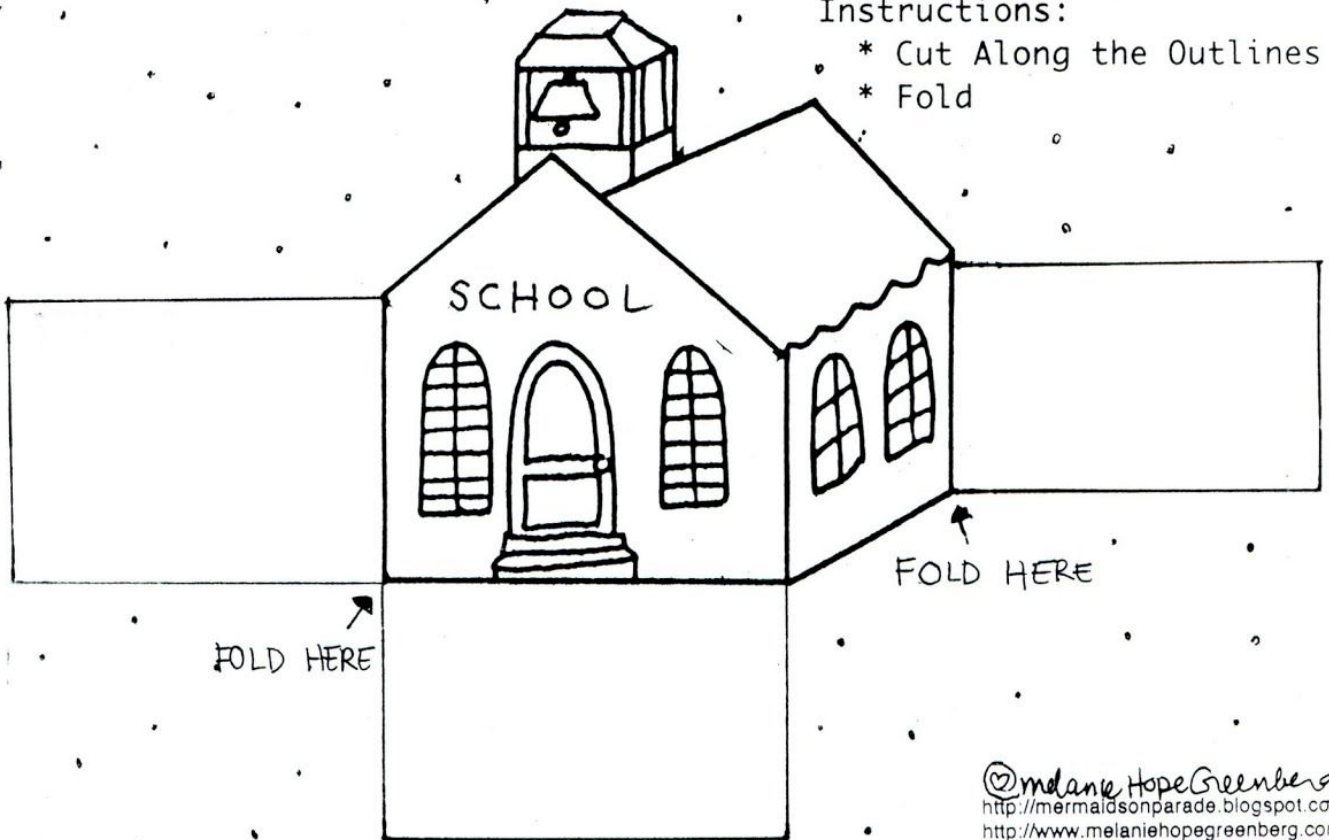 Instructions:
* Cut Along the Outlines
* Fold
SCHOOL
FOLD HERE
FOLD HERE
melanie Hope Greenberg
http://mermaidsonparade.blogspot.co
http://www.melaniehopegreenberg.com